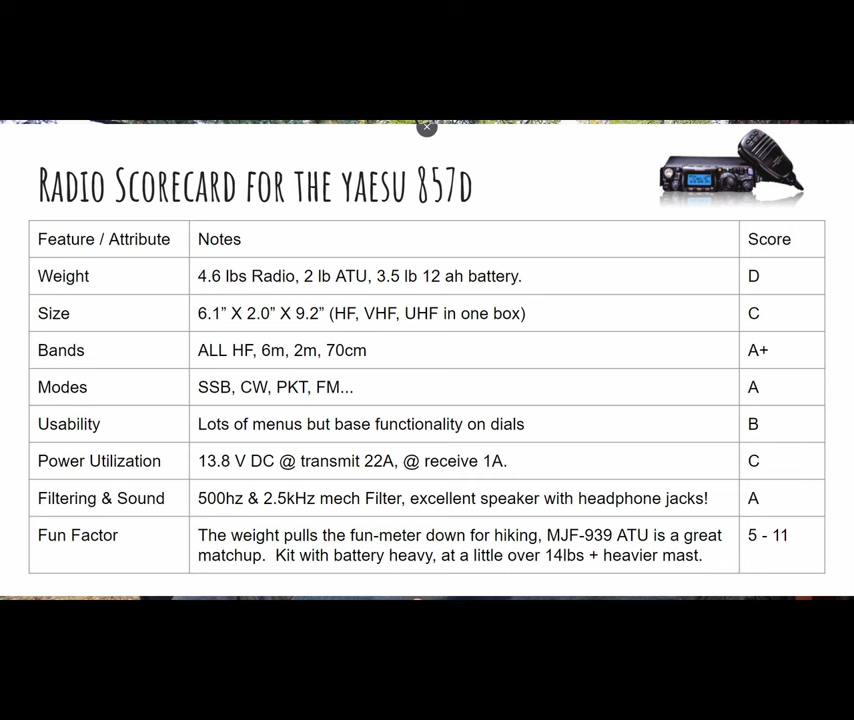 RADIO SCORECARD FOR THE YAESU 857D
Feature / Attribute Notes Score
Weight 4.6 lbs Radio, 2 lb ATU, 3.5 lb 12 ah battery. D
Size 6.1” X 2.0” X 9.2” (HF, VHF, UHF in one box) C
Bands ALL HF, 6m, 2m, 70cm A+
Modes SSB, CW, PKT, FM... A
Usability Lots of menus but base functionality on dials B
Power Utilization 13.8 V DC @ transmit 22A, @ receive 1A. C
Filtering & Sound 500hz & 2.5kHz mech Filter, excellent speaker with headphone jacks! A
Fun Factor The weight pulls the fun-meter down for hiking, MJF-939 ATU is a great 5 - 11
matchup. Kit with battery heavy, at a little over 14lbs + heavier mast.